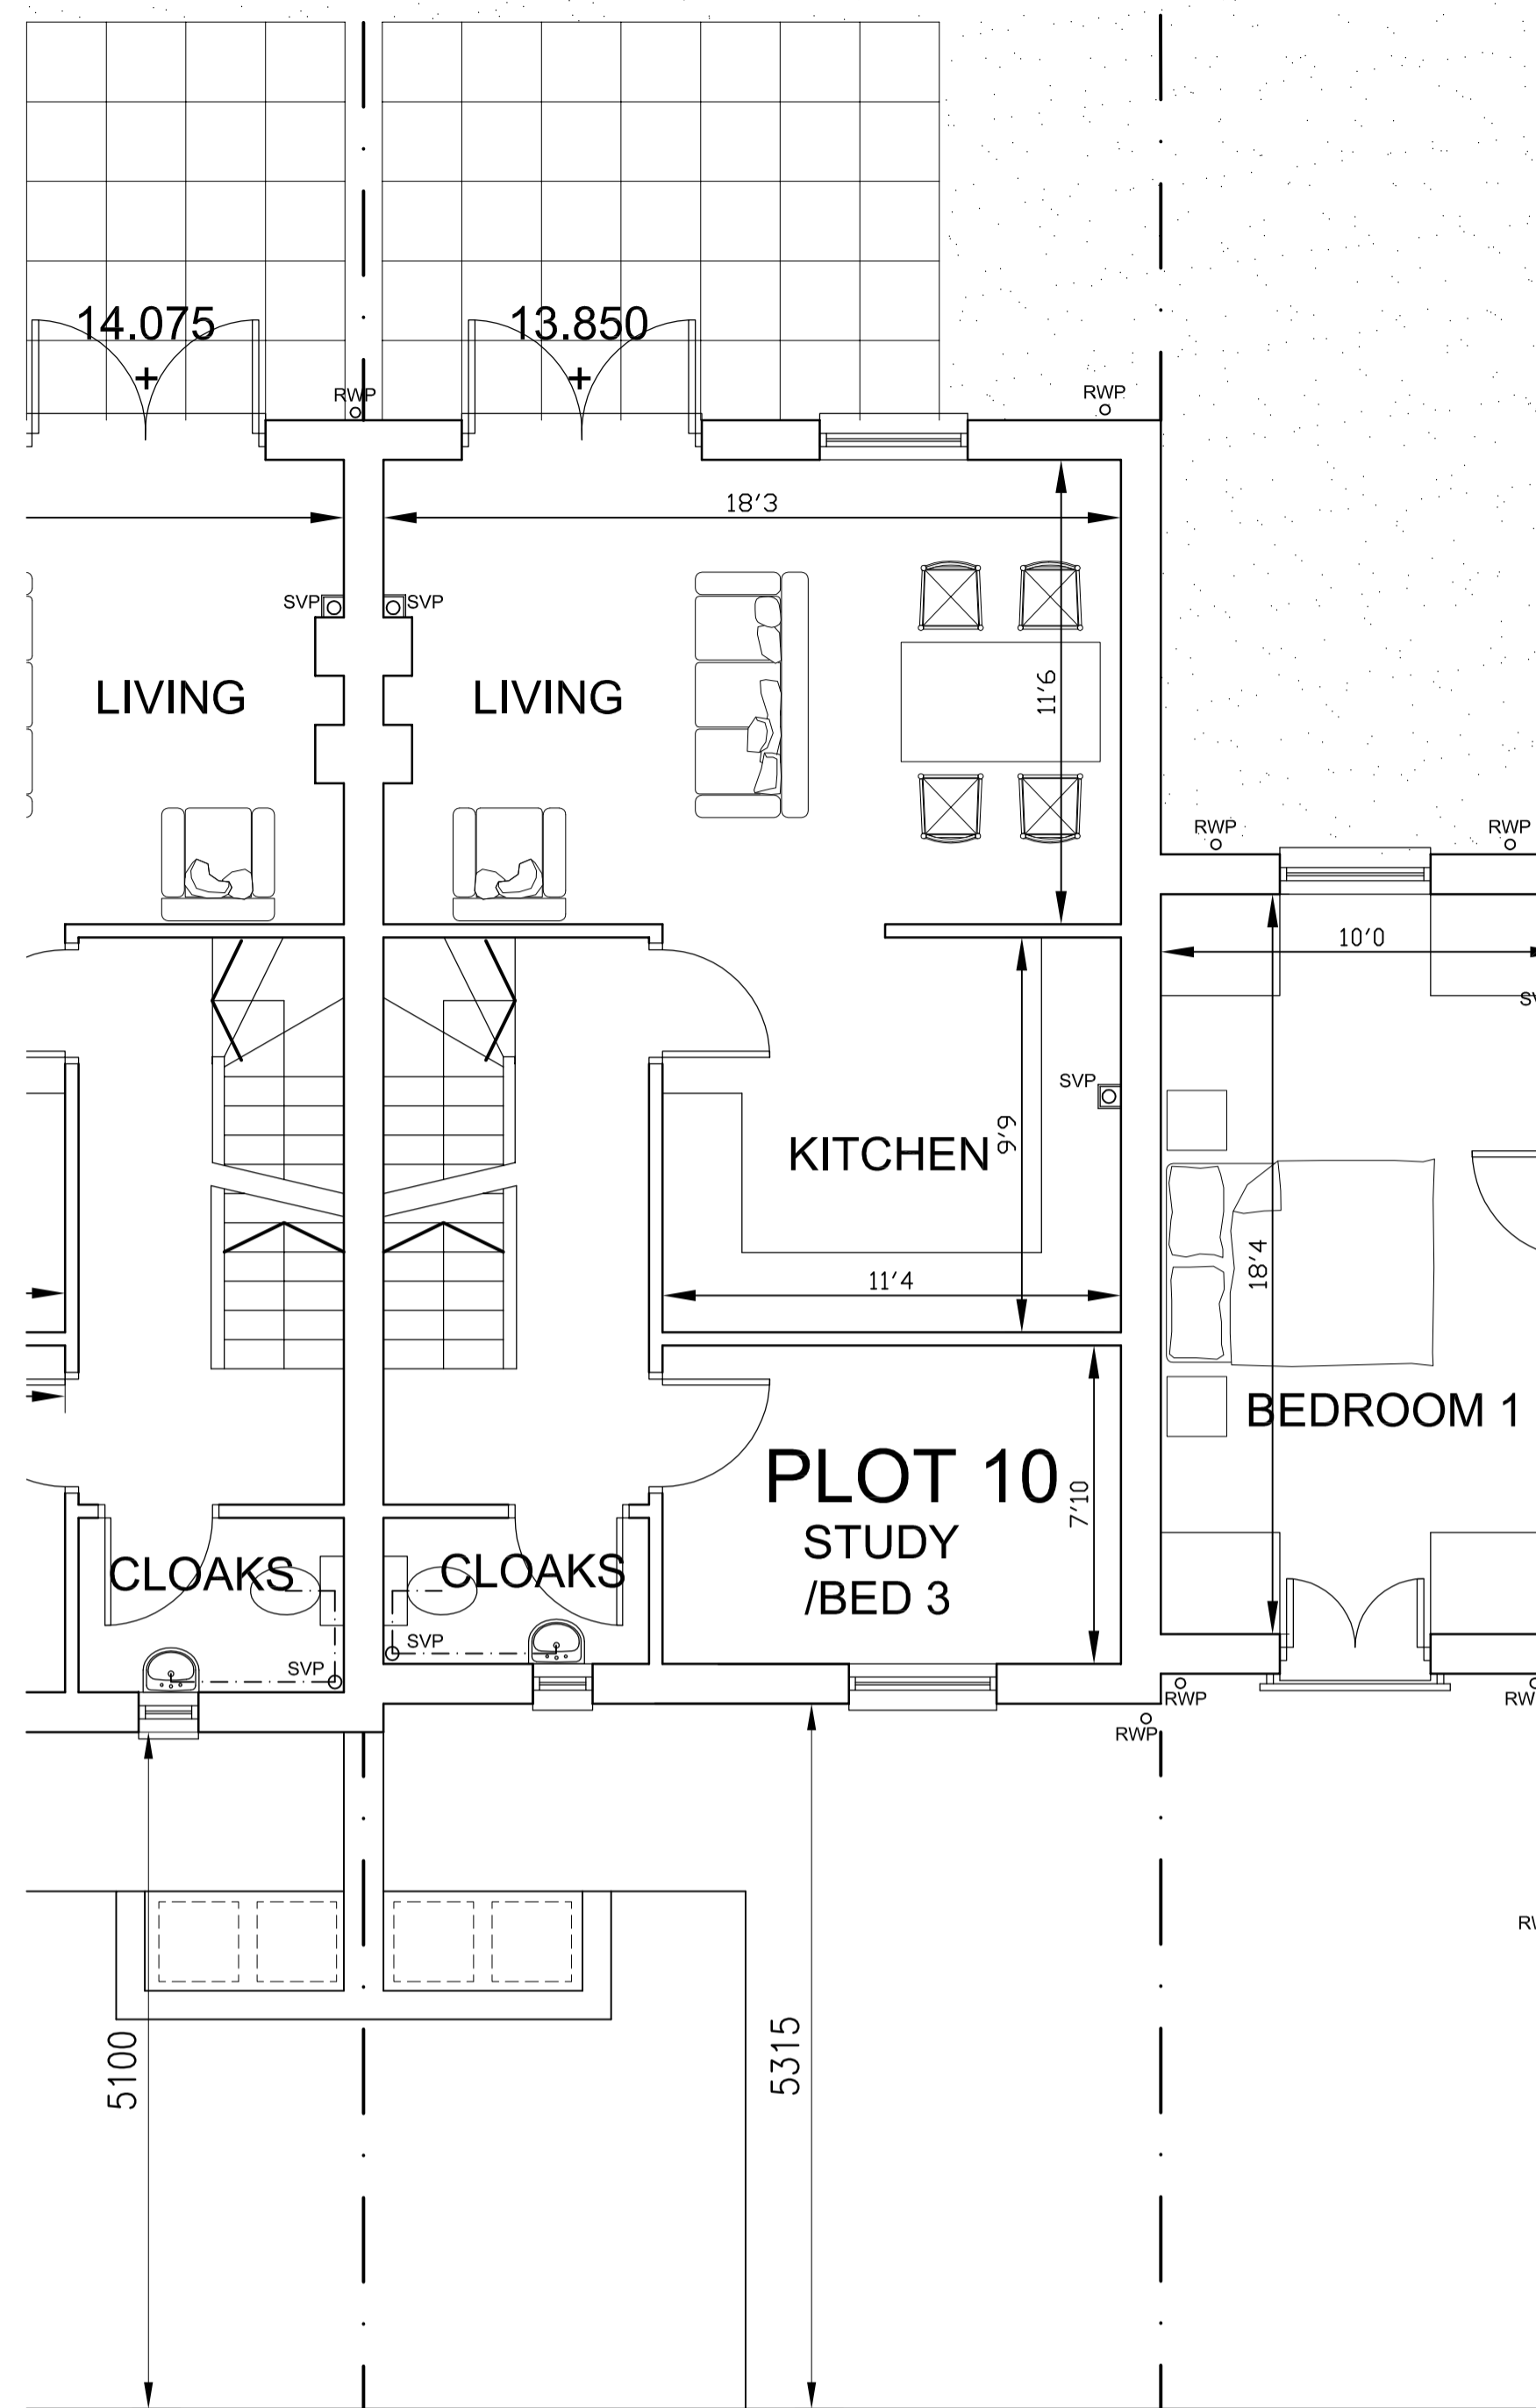 14.075
13.850
RWP
RWP
18'3
SVP
SVP
LIVING
LIVING
11'6
RWP
RWP
10'0
SVP
KITCHEN
9'9
11'4
18'4
BEDROOM 1
PLOT 10
STUDY
/BED 3
7'10
CLOAKS
CLOAKS
SVP
SVP
RWP
RWP
5100
5315